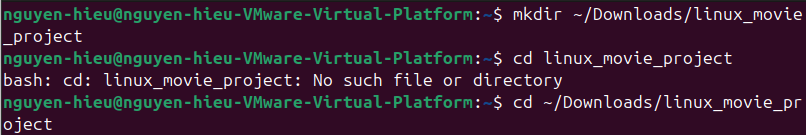 nguyen-hieu@nguyen-hieu-VMware-Virtual-Platform:~$ mkdir ~/Downloads/linux_movie
_project
nguyen-hieu@nguyen-hieu-VMware-Virtual-Platform:~$ cd linux_movie_project
bash: cd: linux_movie_project: No such file or directory
nguyen-hieu@nguyen-hieu-VMware-Virtual-Platform:~$ cd ~/Downloads/linux_movie_pr
oject